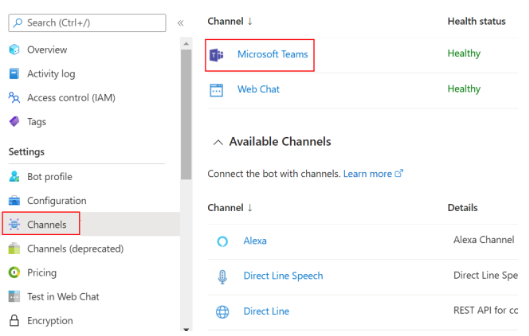 Search (Ctrl+/)
«
Overview
Activity log
Access control (IAM)
Tags
Settings
Bot profile
Configuration
Channels
Channels (deprecated)
Pricing
Test in Web Chat
Encryption
Channel ↓ Health status
Microsoft Teams Healthy
Web Chat Healthy
Available Channels
Connect the bot with channels. Learn more
Channel ↓ Details
Alexa Alexa Channel
Direct Line Speech Direct Line Spe
Direct Line REST API for co